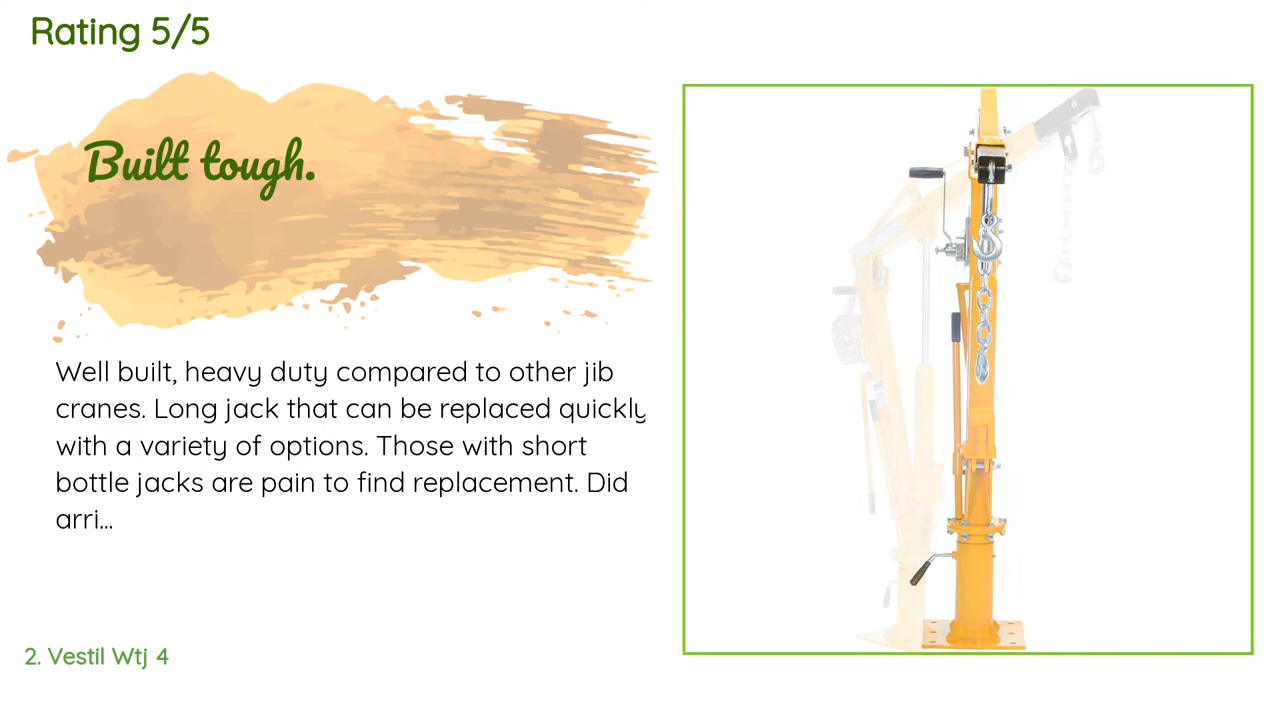 Rating 5/5
Built tough.
Well built, heavy duty compared to other jib
cranes. Long jack that can be replaced quickly
with a variety of options. Those with short
bottle jacks are pain to find replacement. Did
arri...
2. Vestil Wtj 4